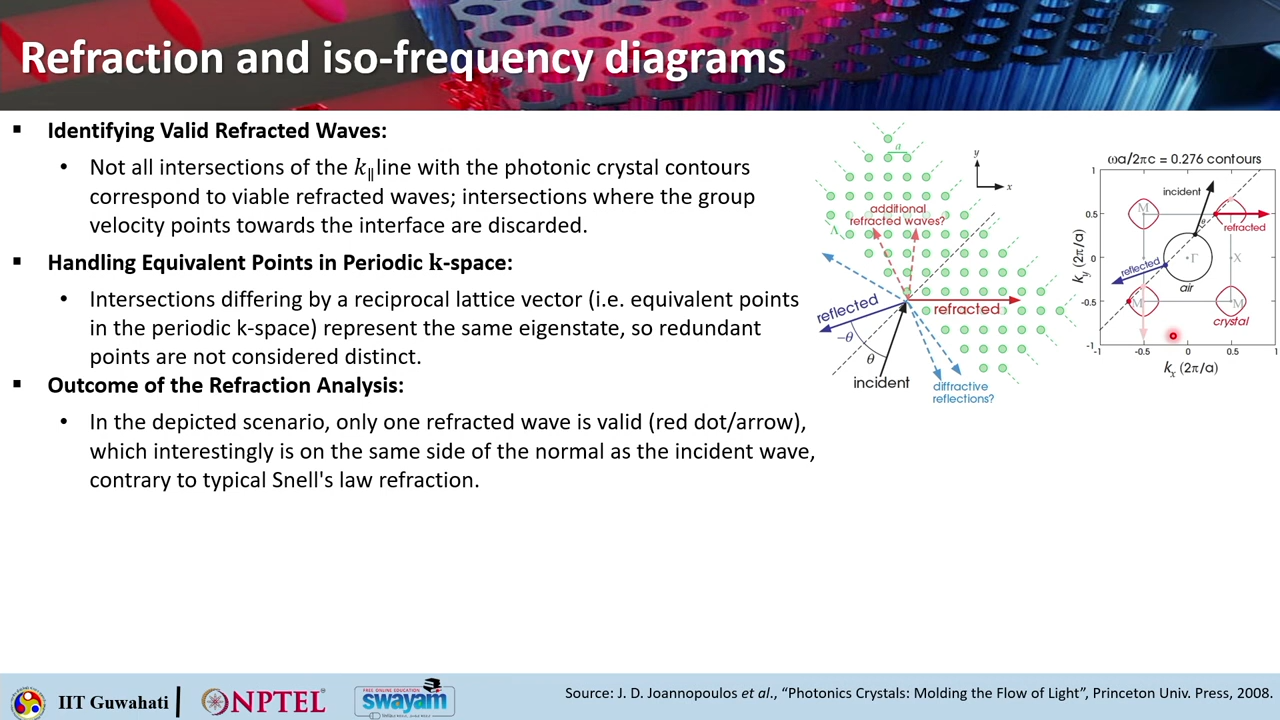 Refraction and iso-frequency diagrams
▪ Identifying Valid Refracted Waves:
• Not all intersections of the k∥ line with the photonic crystal contours
correspond to viable refracted waves; intersections where the group
velocity points towards the interface are discarded.
▪ Handling Equivalent Points in Periodic k-space:
• Intersections differing by a reciprocal lattice vector (i.e. equivalent points
in the periodic k-space) represent the same eigenstate, so redundant
points are not considered distinct.
▪ Outcome of the Refraction Analysis:
• In the depicted scenario, only one refracted wave is valid (red dot/arrow),
which interestingly is on the same side of the normal as the incident wave,
contrary to typical Snell's law refraction.
a
y
x
additional
refracted waves?
Λ
reflected
refracted
−θ
θ
incident
diffractive
reflections?
ωa/2πc = 0.276 contours
1
0.5
0
-0.5
-1
k_y (2π/a)
incident
M
θ
refracted
Γ
X
reflected
air
M
M
crystal
-1
-0.5
0
0.5
1
k_x (2π/a)
IIT Guwahati
NPTEL
FREE ONLINE EDUCATION
swayam
Source: J. D. Joannopoulos et al., “Photonic Crystals: Molding the Flow of Light”, Princeton Univ. Press, 2008.